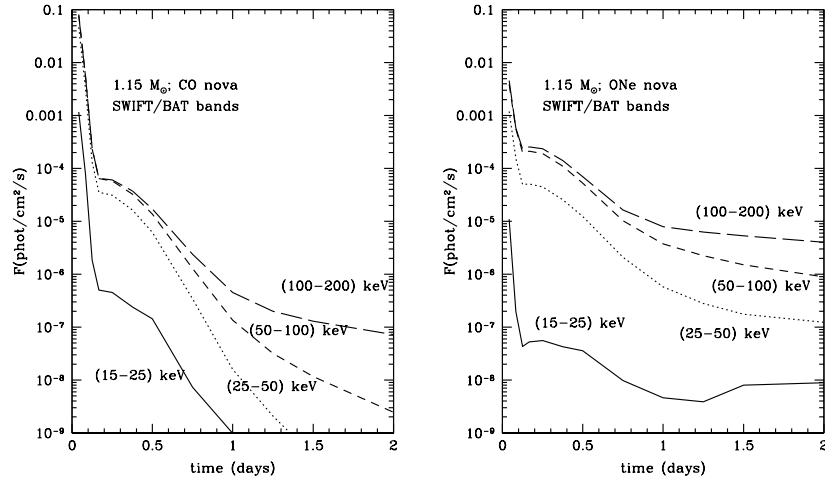 0.1
0.01
0.001
10⁻⁴
10⁻⁵
10⁻⁶
10⁻⁷
10⁻⁸
10⁻⁹
F(phot/cm²/s)
1.15 M☉; CO nova
SWIFT/BAT bands
(100−200) keV
(50−100) keV
(15−25) keV
(25−50) keV
0
0.5
1
1.5
2
time (days)
0.1
0.01
0.001
10⁻⁴
10⁻⁵
10⁻⁶
10⁻⁷
10⁻⁸
10⁻⁹
F(phot/cm²/s)
1.15 M☉; ONe nova
SWIFT/BAT bands
(100−200) keV
(50−100) keV
(15−25) keV
(25−50) keV
0
0.5
1
1.5
2
time (days)